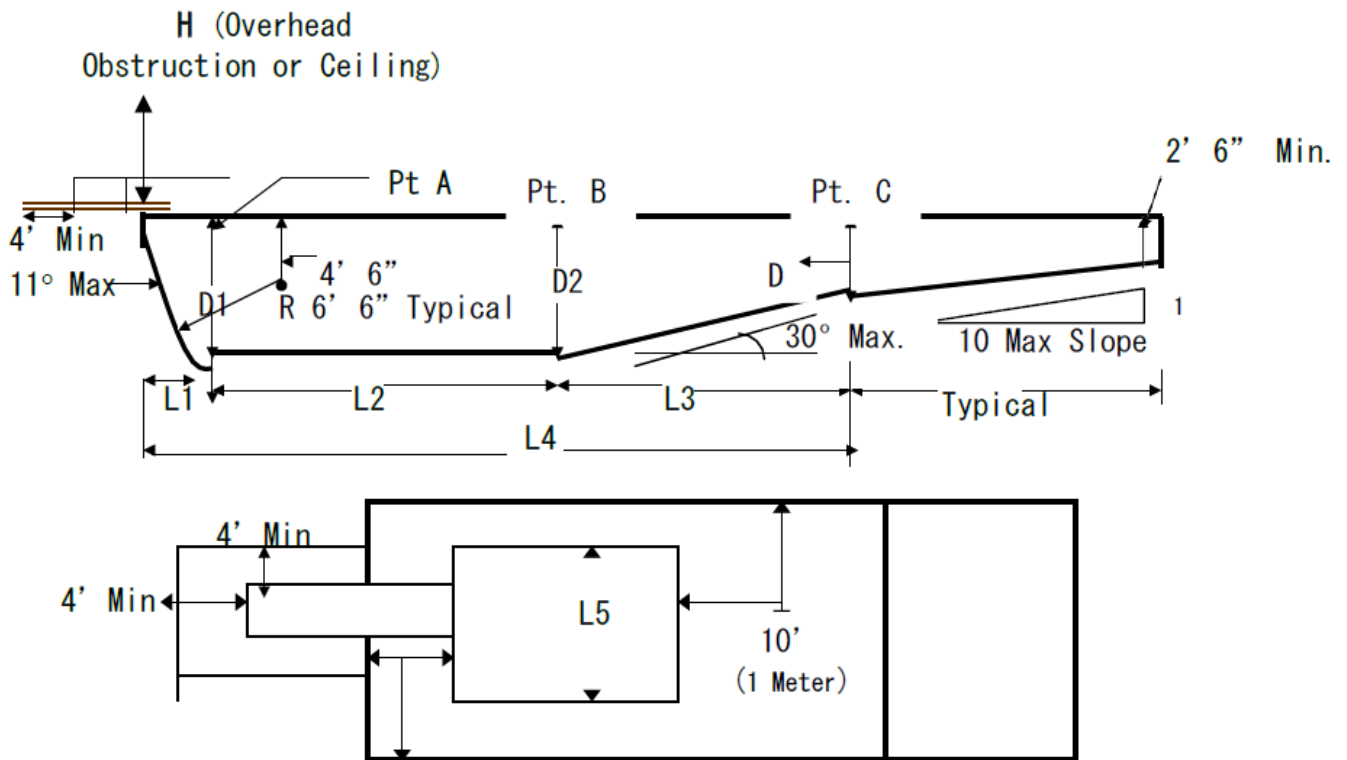 H (Overhead
Obstruction or Ceiling)
2' 6” Min.
Pt A
Pt. B
Pt. C
4' Min
11° Max
4' 6”
D1
R 6' 6” Typical
D2
D
30° Max.
1
10 Max Slope
L1
L2
L3
Typical
L4
4' Min
4' Min
L5
10'
(1 Meter)